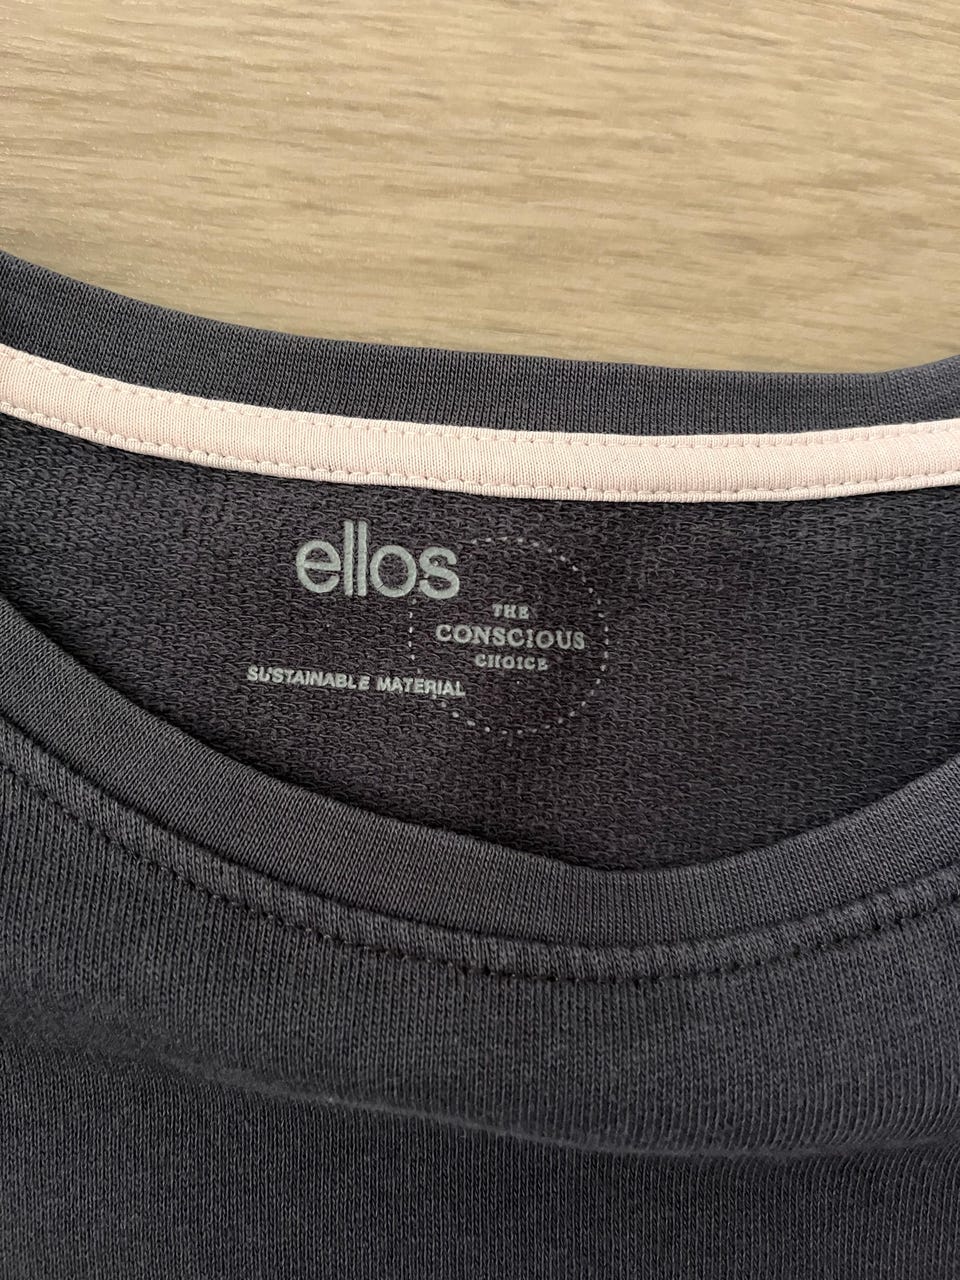 ellos
THE
CONSCIOUS
CHOICE
SUSTAINABLE MATERIAL